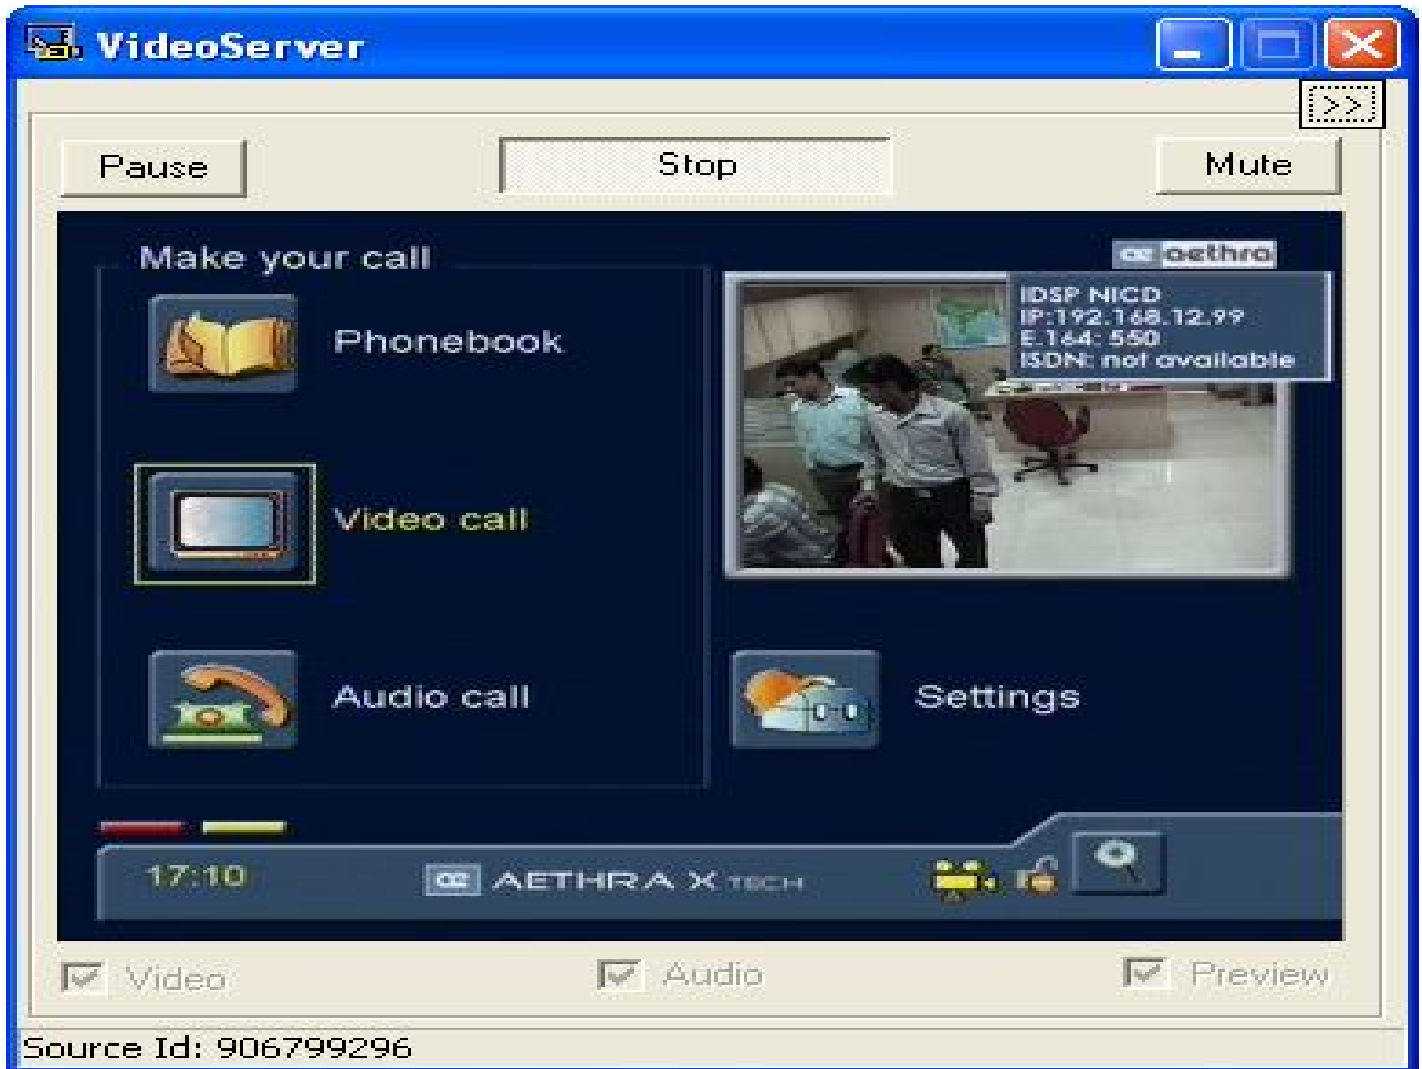 VideoServer
>>
Pause
Stop
Mute
Make your call
aethra
IDSP NICD
IP:192.168.12.99
E.164: 550
ISDN: not available
Phonebook
Video call
Audio call
Settings
17:10
AETHRA X TECH
Video
Audio
Preview
Source Id: 906799296